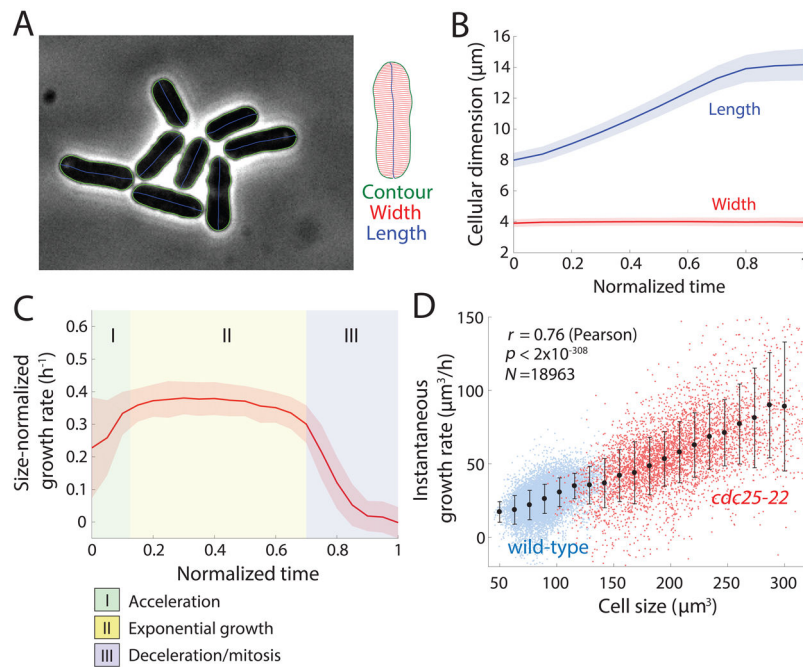 A
Contour
Width
Length
B
Cellular dimension (μm)
16
14
12
10
8
6
4
2
Length
Width
0
0.2
0.4
0.6
0.8
1
Normalized time
C
Size-normalized
growth rate (h-1)
0.6
0.4
0.3
0.2
0.1
0
I
II
III
0
0.2
0.4
0.6
0.8
1
Normalized time
I Acceleration
II Exponential growth
III Deceleration/mitosis
D
Instantaneous
growth rate (μm³/h)
150
100
50
0
r = 0.76 (Pearson)
p < 2x10-308
N=18963
cdc25-22
wild-type
50
100
150
200
250
300
Cell size (μm³)